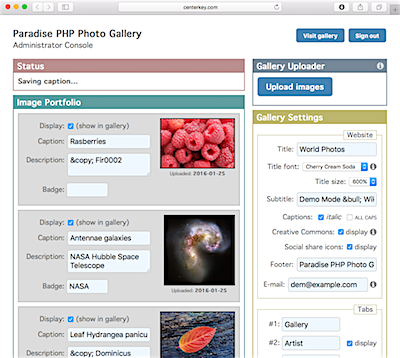 centerkey.com
Paradise PHP Photo Gallery
Administrator Console
Visit gallery
Sign out
Status
Saving caption...
Image Portfolio
Display: (show in gallery)
Caption: Rasberries
Description: &copy; Fir0002
Badge:
Uploaded: 2016-01-25
Display: (show in gallery)
Caption: Antennae galaxies
Description: NASA Hubble Space
Telescope
Badge: NASA
Uploaded: 2016-01-25
Display: (show in gallery)
Caption: Leaf Hydrangea panicu
Description: &copy; Dominicus
Gallery Uploader
Upload images
Gallery Settings
Website
Title: World Photos
Title font: Cherry Cream Soda
Title size: 600%
Subtitle: Demo Mode &bull; Wil
Captions: italic ALL CAPS
Creative Commons: display
Social share icons: display
Footer: Paradise PHP Photo G
E-mail: dem@example.com
Tabs
#1: Gallery
#2: Artist display